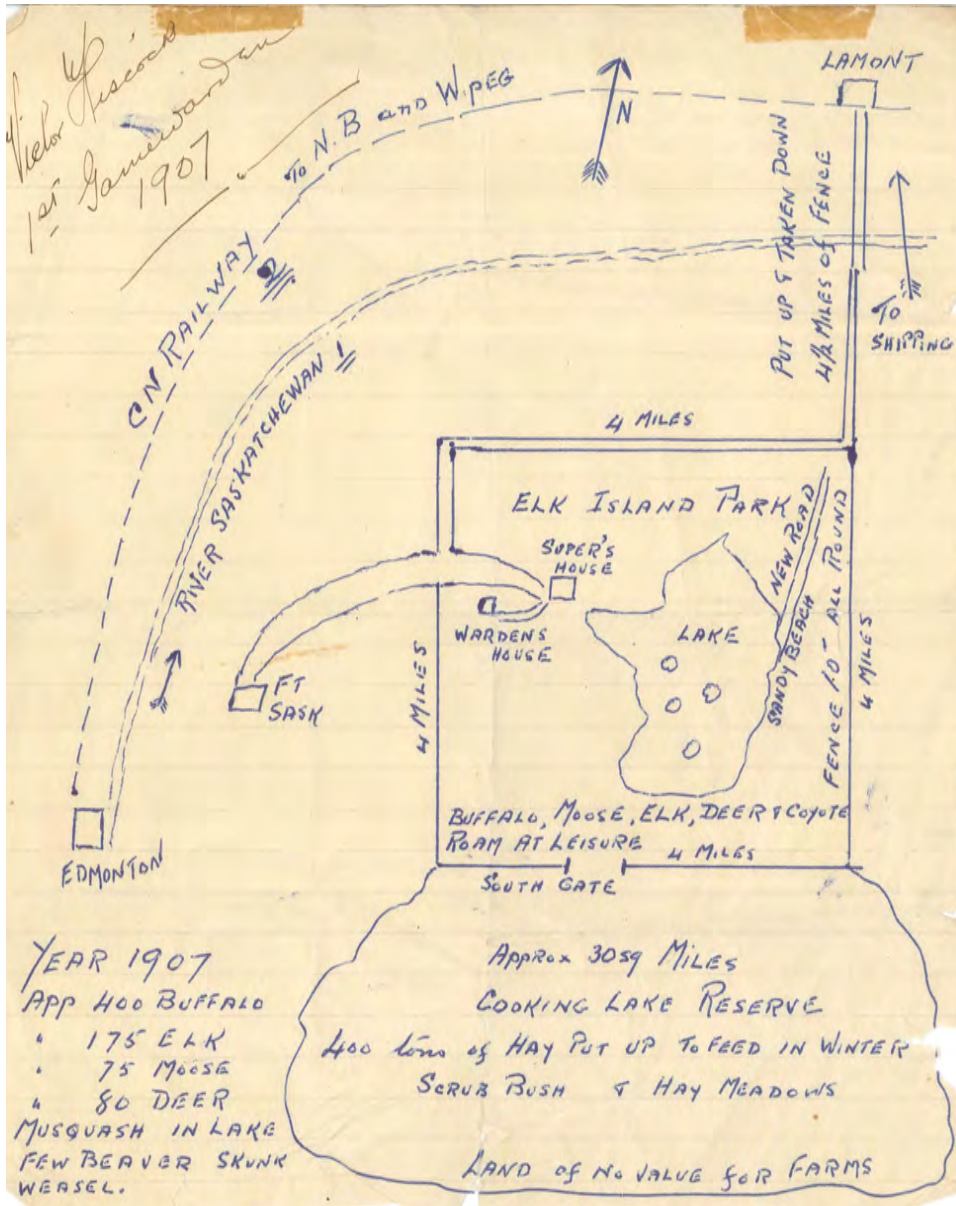 Victor Hiscock
1st Gamewarden
1907
LAMONT
TO N.B and W.PEG
N
CN RAILWAY 2
RIVER SASKATCHEWAN 1
PUT UP & TAKEN DOWN
4½ MILES OF FENCE
TO
SHIPPING
4 MILES
ELK ISLAND PARK
SUPER'S
HOUSE
WARDENS
HOUSE
LAKE
NEW ROAD
SANDY BEACH
FENCE 10- ALL ROUND
4 MILES
4 MILES
FT
SASK
EDMONTON
BUFFALO, MOOSE, ELK, DEER & COYOTE
ROAM AT LEISURE
4 MILES
SOUTH GATE
YEAR 1907
APP 400 BUFFALO
" 175 ELK
" 75 MOOSE
" 80 DEER
MUSQUASH IN LAKE
FEW BEAVER SKUNK
WEASEL.
APPROX 30 SQ MILES
COOKING LAKE RESERVE
400 tons of HAY PUT UP TO FEED IN WINTER
SCRUB BUSH & HAY MEADOWS
LAND of NO VALUE FOR FARMS